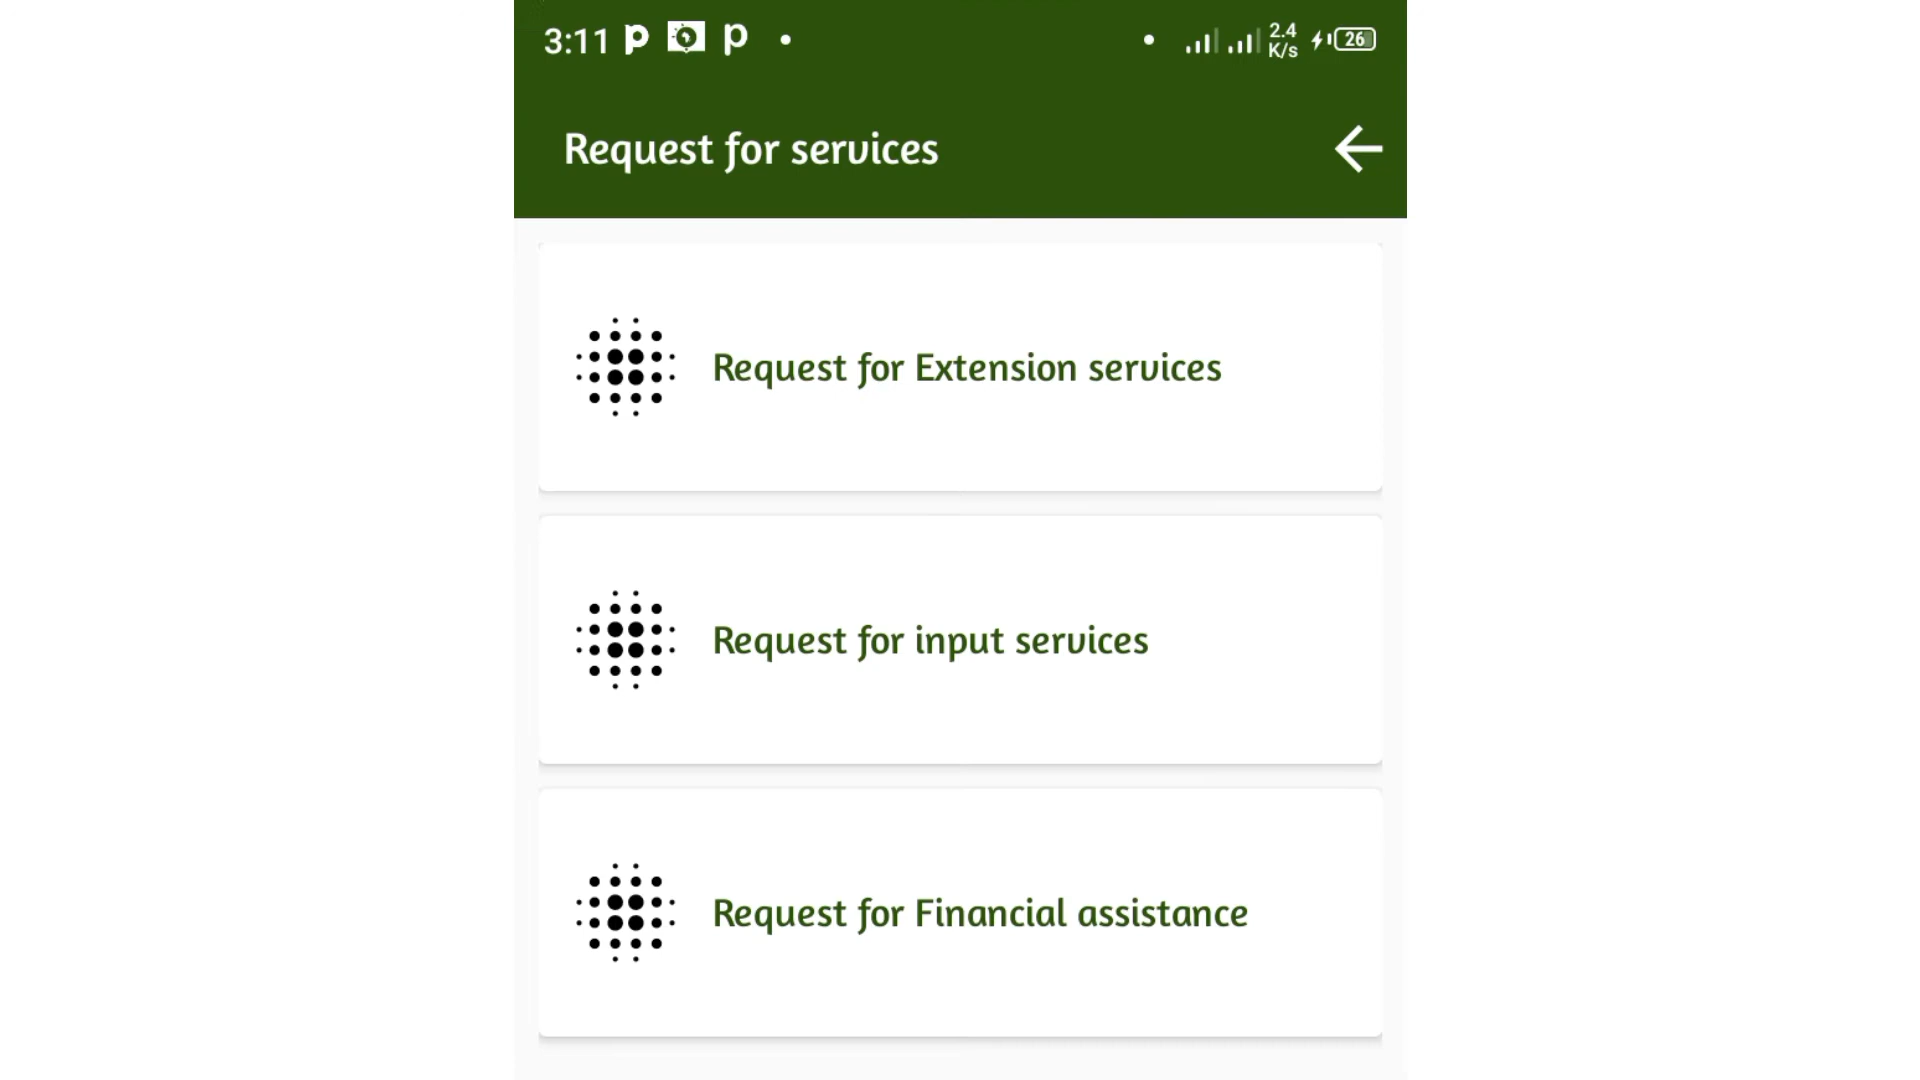 3:11 p p 2.4 K/s 26
Request for services
Request for Extension services
Request for input services
Request for Financial assistance